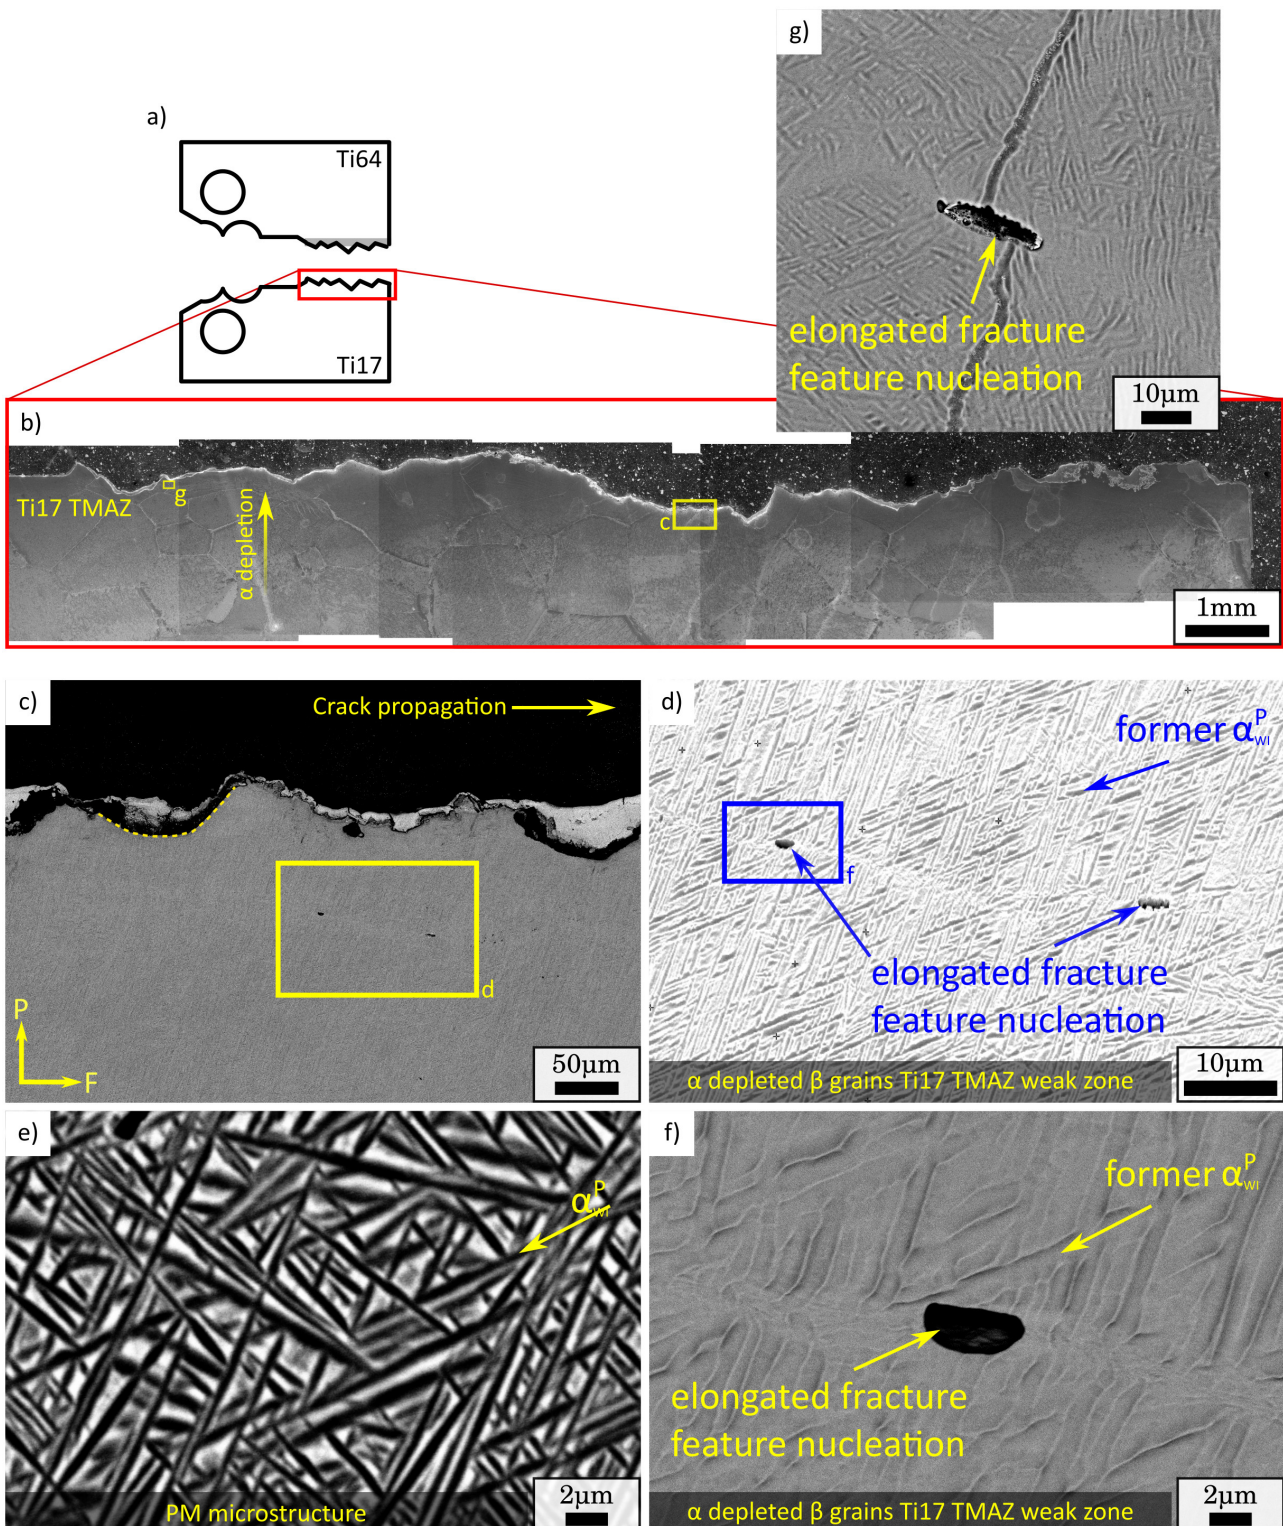 a)
Ti64
Ti17
g)
elongated fracture
feature nucleation
10µm
b)
Ti17 TMAZ
g
α depletion
c
1mm
c)
Crack propagation
d
P
F
50µm
d)
former α^P_WI
f
elongated fracture
feature nucleation
α depleted β grains Ti17 TMAZ weak zone
10µm
e)
α^P_WI
PM microstructure
2µm
f)
former α^P_WI
elongated fracture
feature nucleation
α depleted β grains Ti17 TMAZ weak zone
2µm